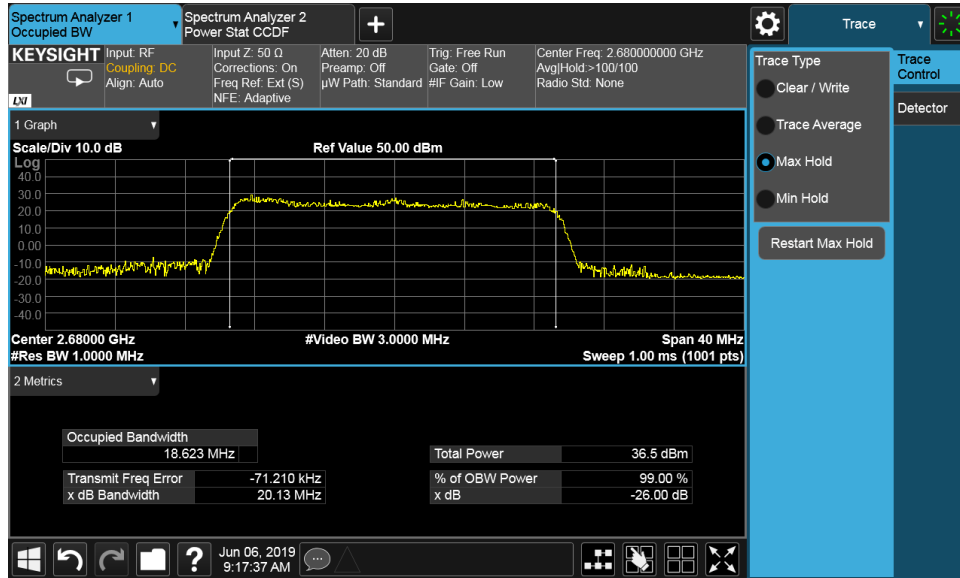 Spectrum Analyzer 1
Occupied BW
Spectrum Analyzer 2
Power Stat CCDF
Trace
KEYSIGHT
LXI
Input: RF
Coupling: DC
Align: Auto
Input Z: 50 Ω
Corrections: On
Freq Ref: Ext (S)
NFE: Adaptive
Atten: 20 dB
Preamp: Off
µW Path: Standard
Trig: Free Run
Gate: Off
#IF Gain: Low
Center Freq: 2.680000000 GHz
Avg|Hold:>100/100
Radio Std: None
Trace Type
Clear / Write
Trace Average
Max Hold
Min Hold
Restart Max Hold
Trace
Control
Detector
1 Graph
Scale/Div 10.0 dB
Ref Value 50.00 dBm
Log
40.0
30.0
20.0
10.0
0.00
-10.0
-20.0
-30.0
-40.0
Center 2.68000 GHz
#Video BW 3.0000 MHz
Span 40 MHz
#Res BW 1.0000 MHz
Sweep 1.00 ms (1001 pts)
2 Metrics
Occupied Bandwidth
18.623 MHz
Total Power 36.5 dBm
Transmit Freq Error -71.210 kHz
% of OBW Power 99.00 %
x dB Bandwidth 20.13 MHz
x dB -26.00 dB
?
Jun 06, 2019
9:17:37 AM